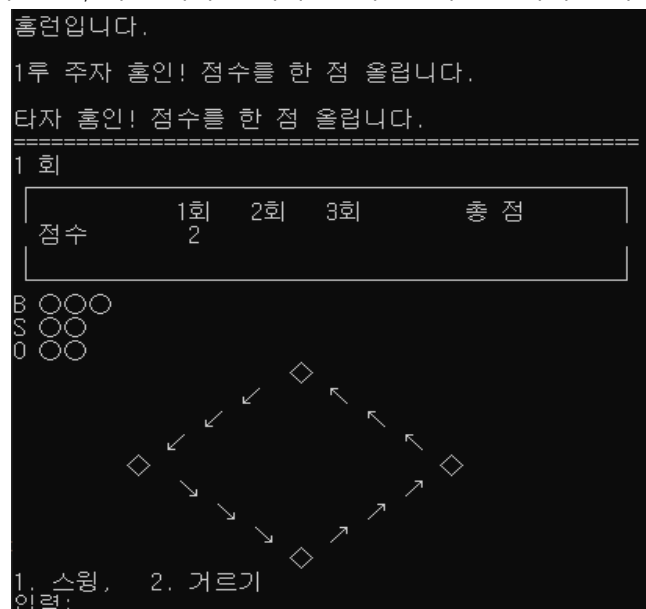 홈런입니다.
1루 주자 홈인! 점수를 한 점 올립니다.
타자 홈인! 점수를 한 점 올립니다.
==================================================
1 회
1회 2회 3회 총 점
점수 2
B ○○○
S ○○
O ○○
1. 스윙, 2. 거르기
입력: